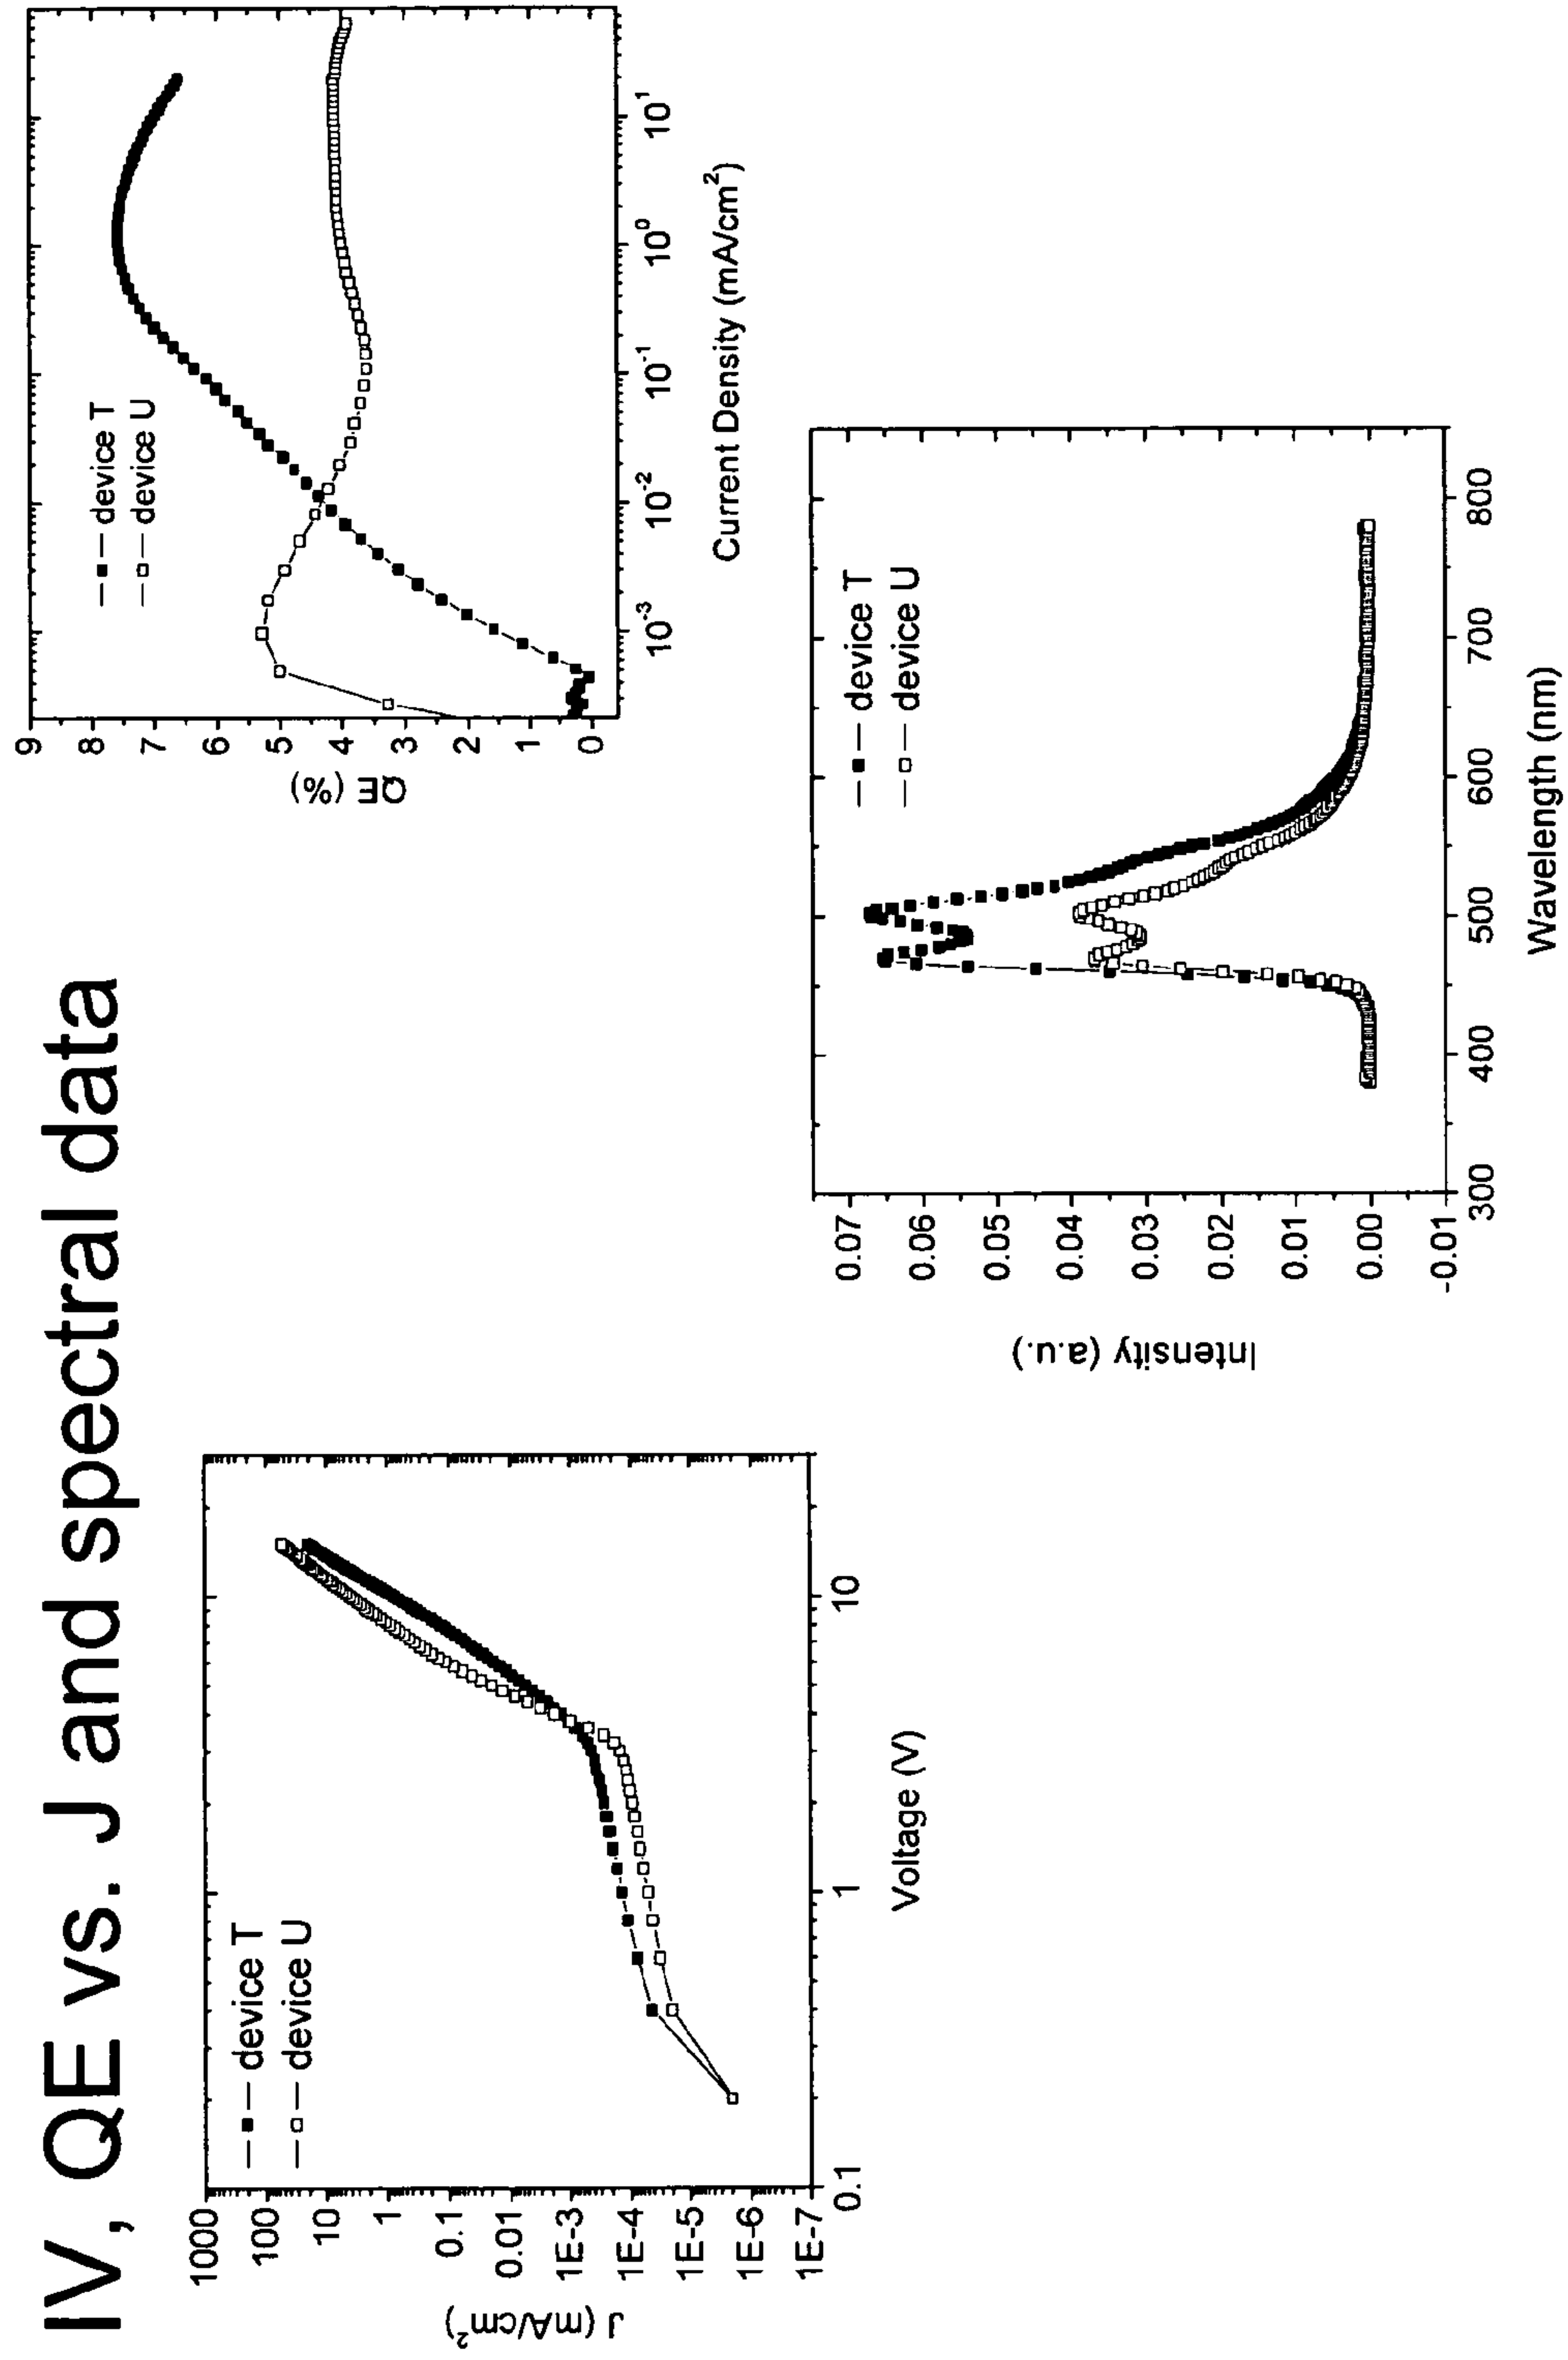 IV, QE vs. J and spectral data
1000
100
10
1
0.1
0.01
1E-3
1E-4
1E-5
1E-6
1E-7
J (mA/cm²)
device T
device U
0.1
1
10
Voltage (V)
9
8
7
6
5
4
3
2
1
0
QE (%)
device T
device U
10⁻³
10⁻²
10⁻¹
10⁰
10¹
Current Density (mA/cm²)
0.07
0.06
0.05
0.04
0.03
0.02
0.01
0.00
-0.01
Intensity (a.u.)
device T
device U
300
400
500
600
700
800
Wavelength (nm)